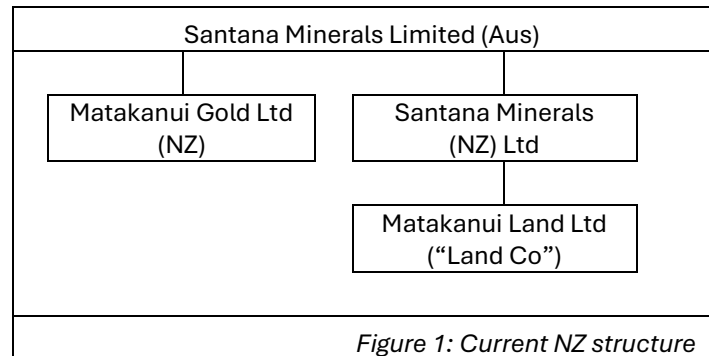 Santana Minerals Limited (Aus)
Matakanui Gold Ltd
(NZ)
Santana Minerals
(NZ) Ltd
Matakanui Land Ltd
(“Land Co”)
Figure 1: Current NZ structure